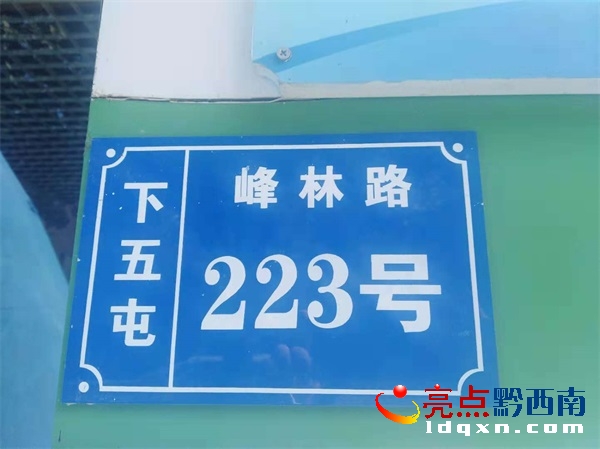 下五屯
峰林路
223号
亮点黔西南
ldqxn.com